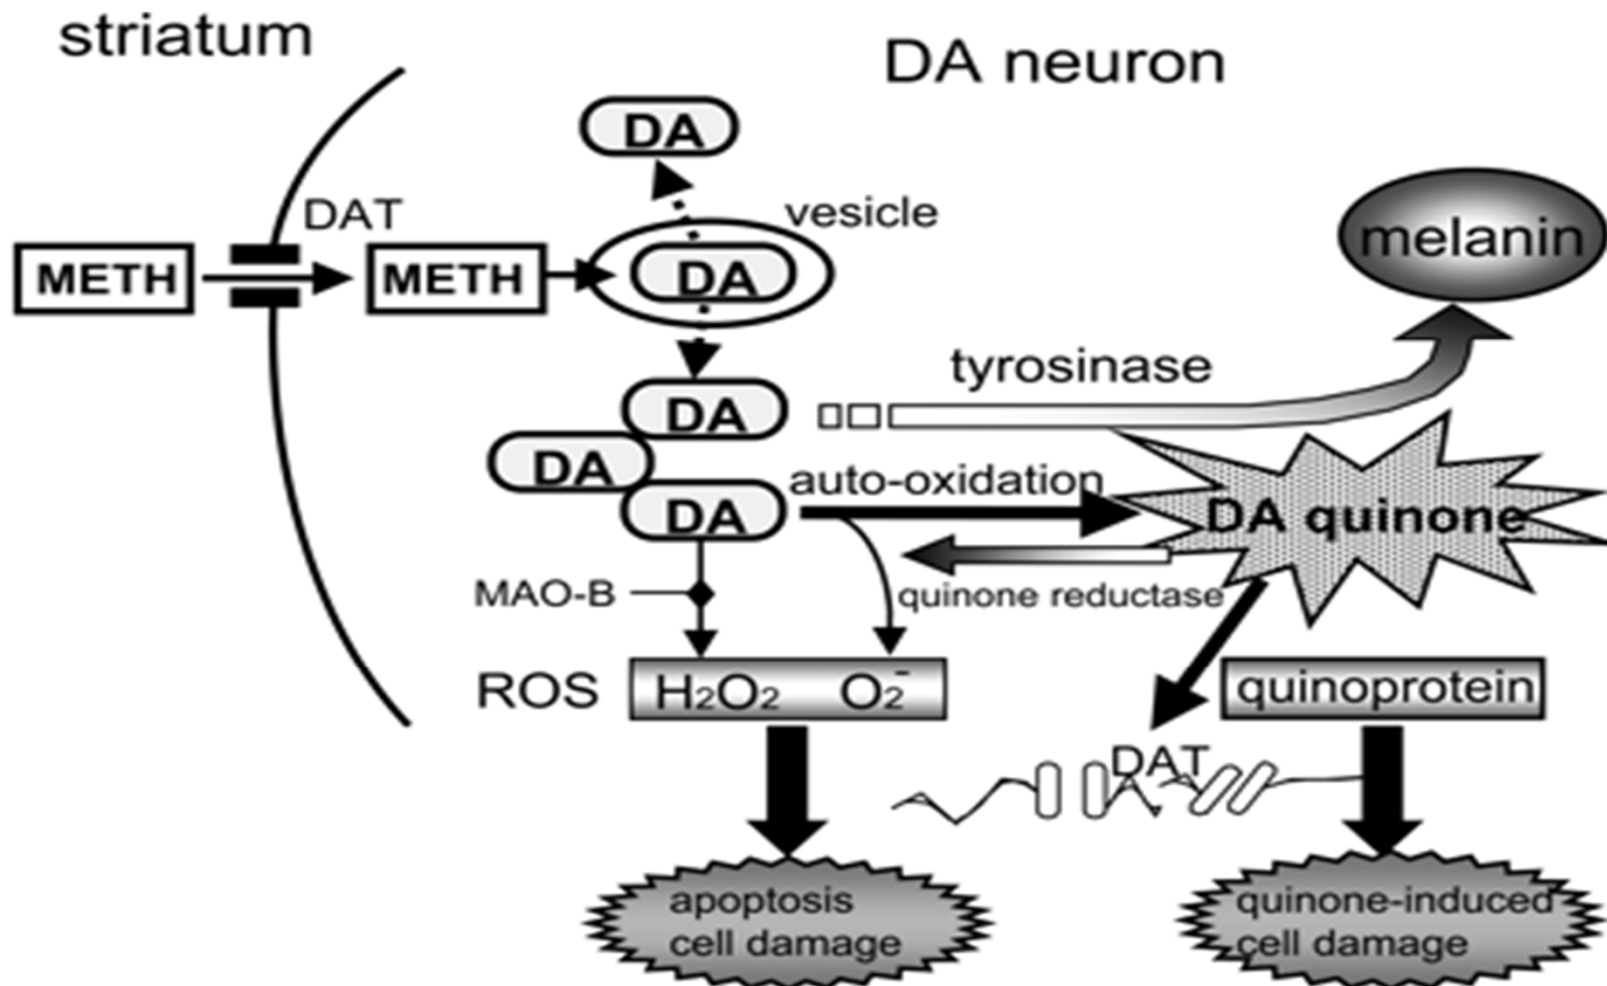 striatum
DA neuron
DA
DAT
vesicle
METH
METH
DA
melanin
tyrosinase
DA
DA
auto-oxidation
DA
DA quinone
MAO-B
quinone reductase
ROS
H₂O₂ O₂⁻
quinoprotein
DAT
apoptosis
cell damage
quinone-induced
cell damage